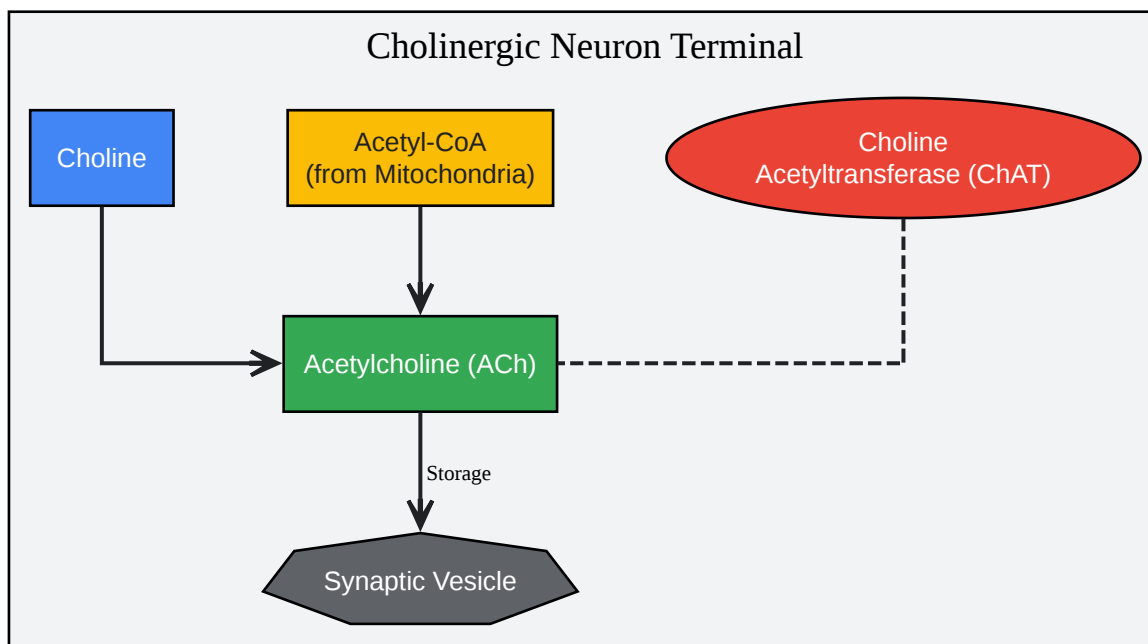 Cholinergic Neuron Terminal
Choline
Acetyl-CoA
(from Mitochondria)
Choline
Acetyltransferase (ChAT)
Acetylcholine (ACh)
Storage
Synaptic Vesicle